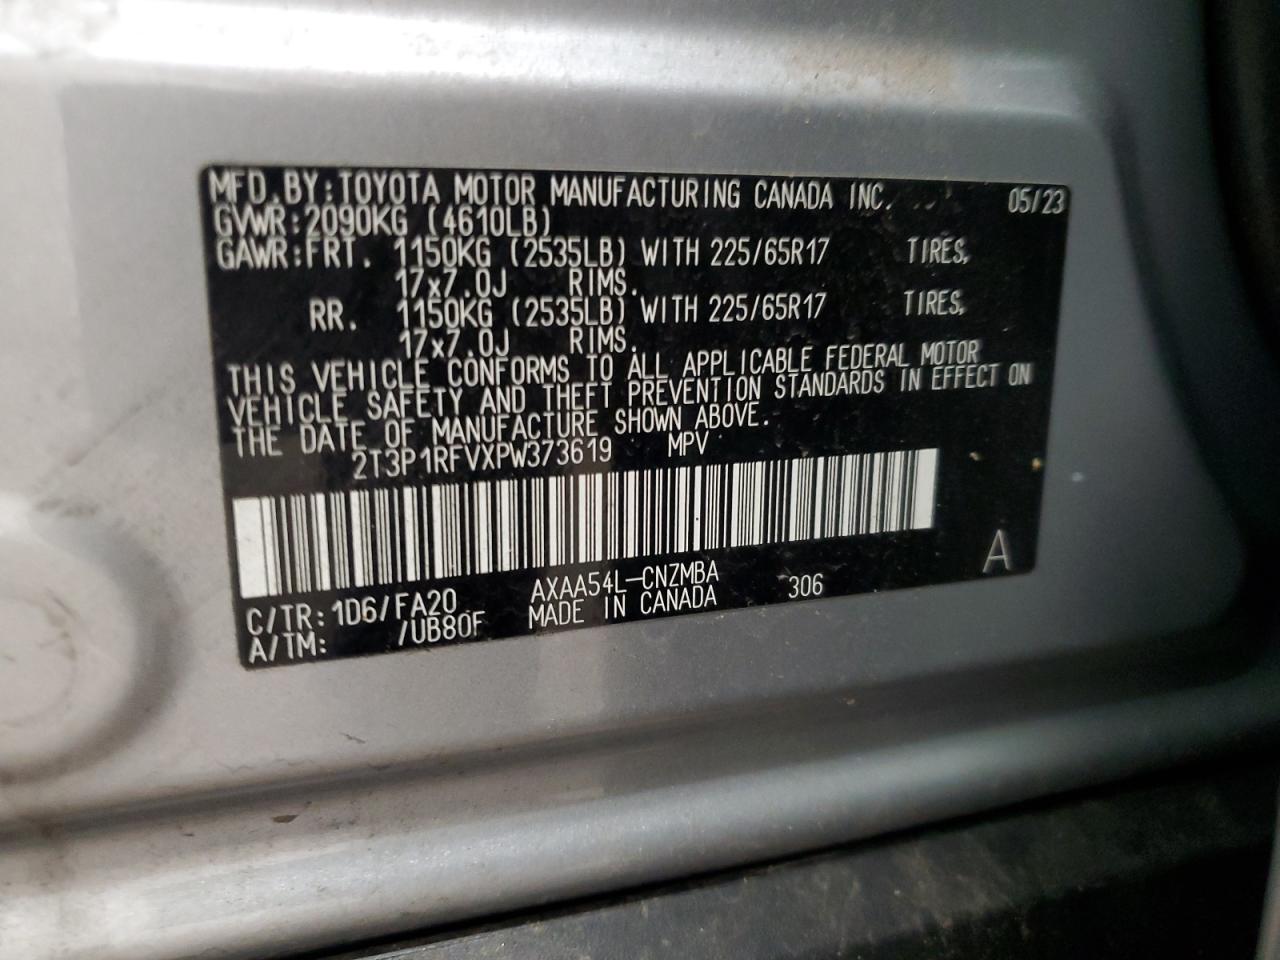 MFD.BY:TOYOTA MOTOR MANUFACTURING CANADA INC. 05/23
GVWR:2090KG (4610LB)
GAWR:FRT. 1150KG (2535LB) WITH 225/65R17 TIRES,
17x7.0J RIMS.
RR. 1150KG (2535LB) WITH 225/65R17 TIRES,
17x7.0J RIMS.
THIS VEHICLE CONFORMS TO ALL APPLICABLE FEDERAL MOTOR
VEHICLE SAFETY AND THEFT PREVENTION STANDARDS IN EFFECT ON
THE DATE OF MANUFACTURE SHOWN ABOVE.
2T3P1RFVXPW373619 MPV
A
C/TR: 1D6/FA20 AXAA54L-CNZMBA 306
A/TM: /UB80F MADE IN CANADA